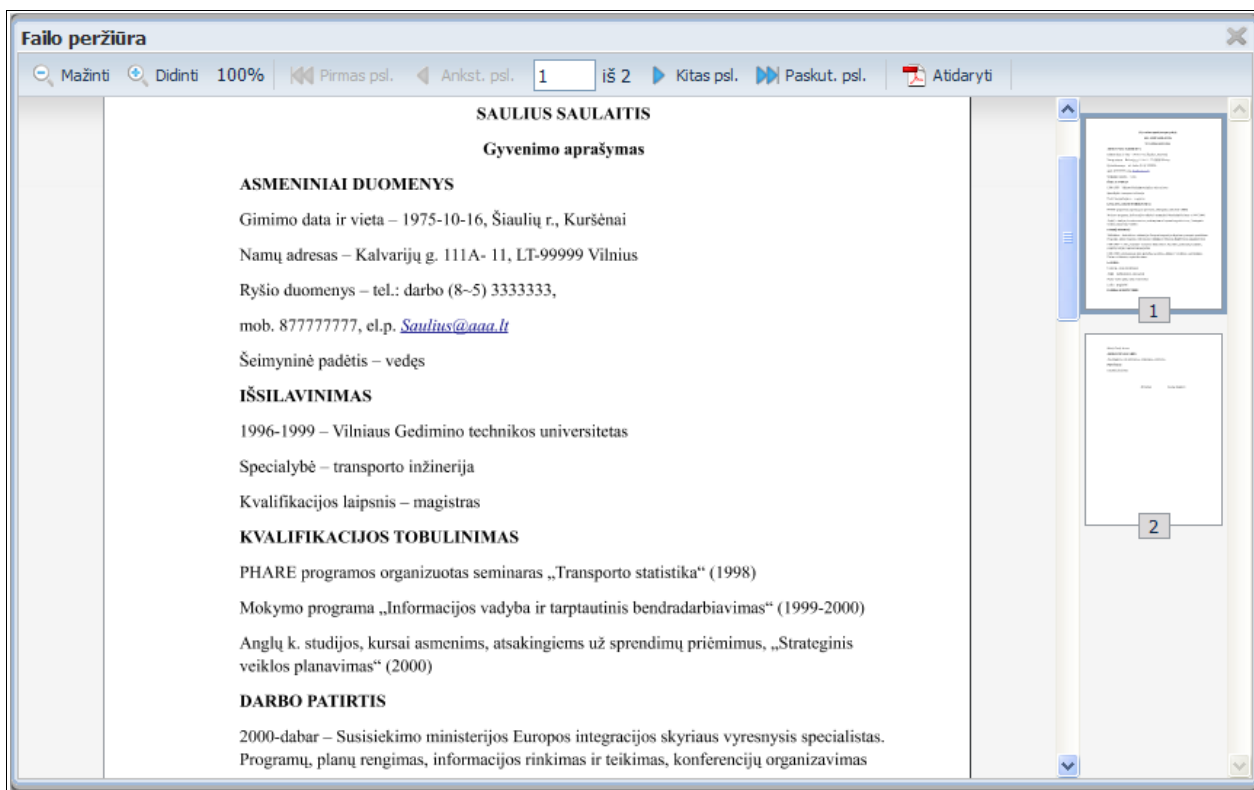 Failo peržiūra
Mažinti Didinti 100% Pirmas psl. Ankst. psl. 1 iš 2 Kitas psl. Paskut. psl. Atidaryti
SAULIUS SAULAITIS
Gyvenimo aprašymas
ASMENINIAI DUOMENYS
Gimimo data ir vieta – 1975-10-16, Šiaulių r., Kuršėnai
Namų adresas – Kalvarijų g. 111A- 11, LT-99999 Vilnius
Ryšio duomenys – tel.: darbo (8~5) 3333333,
mob. 877777777, el.p. Saulius@aaa.lt
Šeimyninė padėtis – vedęs
IŠSILAVINIMAS
1996-1999 – Vilniaus Gedimino technikos universitetas
Specialybė – transporto inžinerija
Kvalifikacijos laipsnis – magistras
KVALIFIKACIJOS TOBULINIMAS
PHARE programos organizuotas seminaras „Transporto statistika“ (1998)
Mokymo programa „Informacijos vadyba ir tarptautinis bendradarbiavimas“ (1999-2000)
Anglų k. studijos, kursai asmenims, atsakingiems už sprendimų priėmimus, „Strateginis
veiklos planavimas“ (2000)
DARBO PATIRTIS
2000-dabar – Susisiekimo ministerijos Europos integracijos skyriaus vyresnysis specialistas.
Programų, planų rengimas, informacijos rinkimas ir teikimas, konferencijų organizavimas
1
2